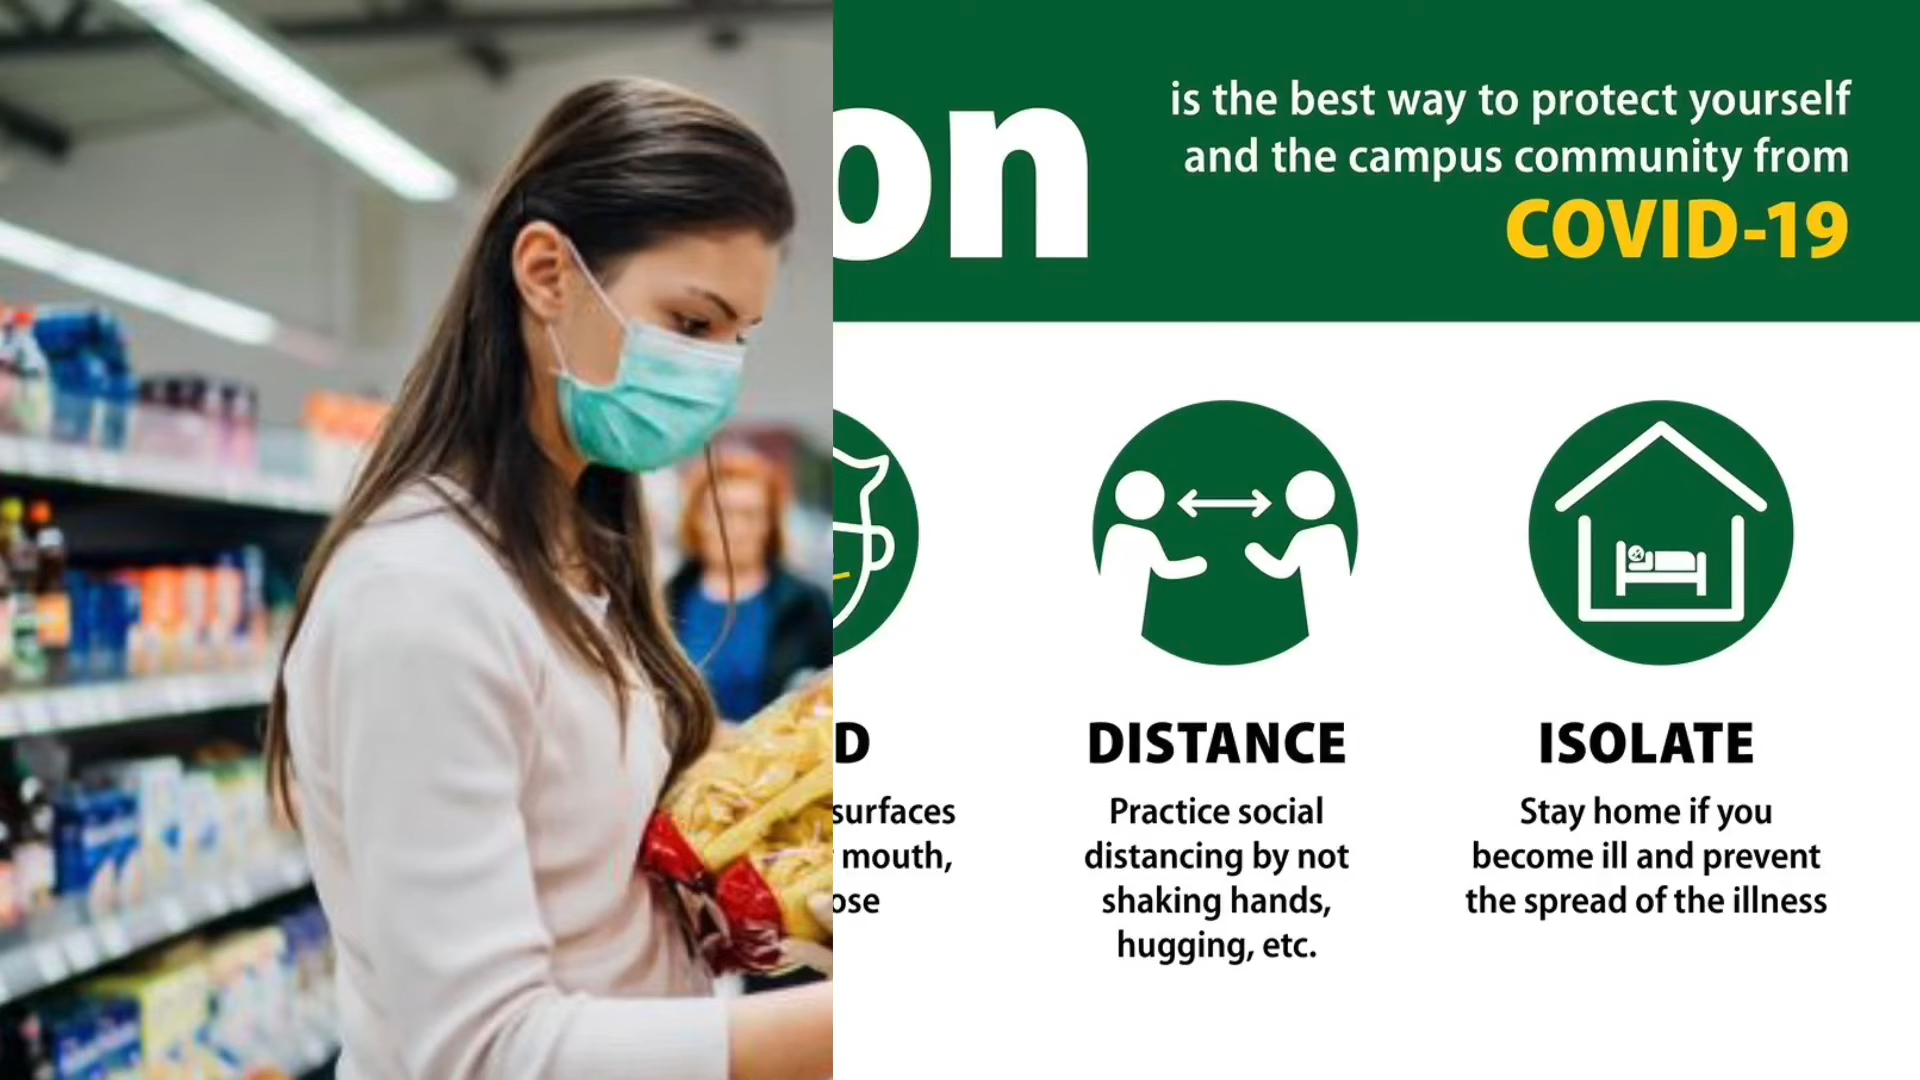 on
is the best way to protect yourself
and the campus community from
COVID-19
D
surfaces
mouth,
ose
DISTANCE
Practice social
distancing by not
shaking hands,
hugging, etc.
ISOLATE
Stay home if you
become ill and prevent
the spread of the illness